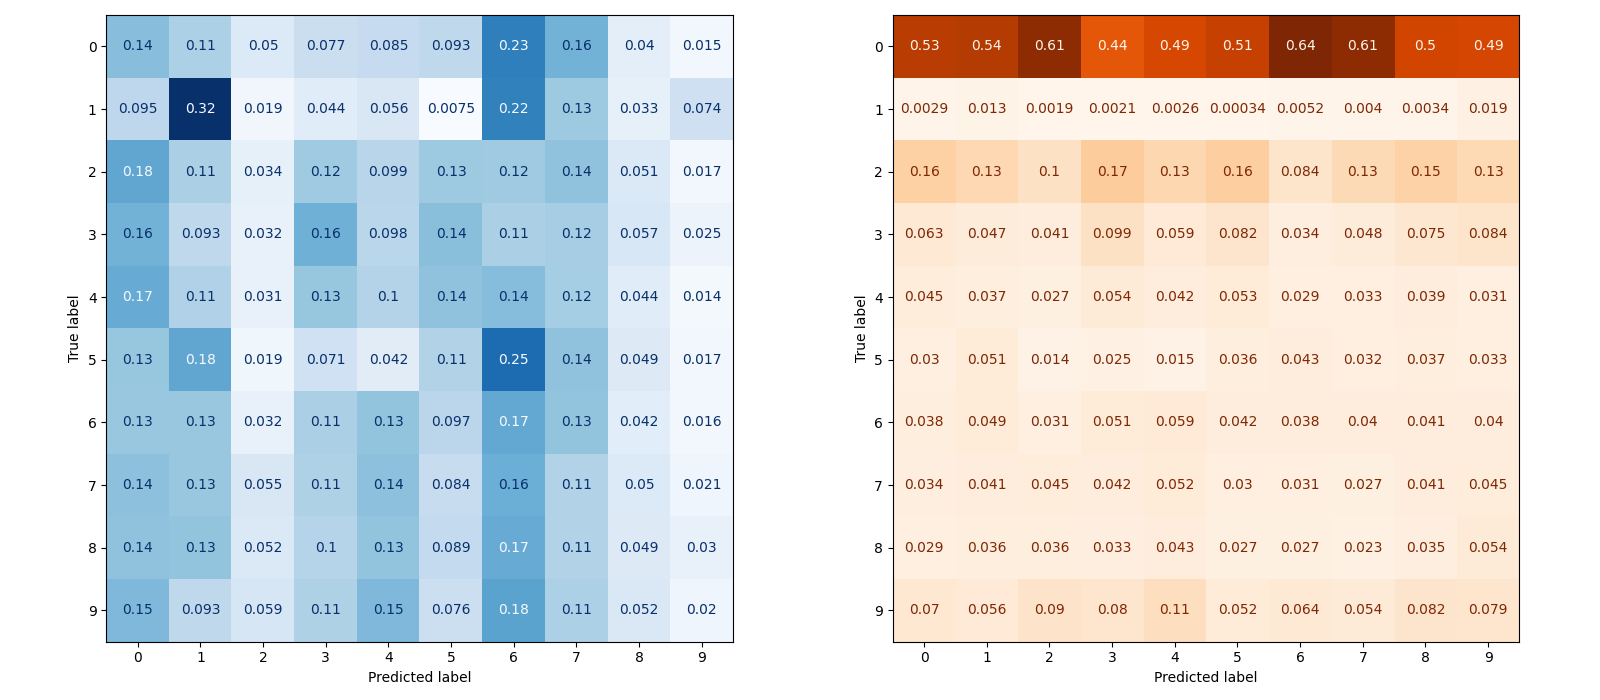 0 0.14 0.11 0.05 0.077 0.085 0.093 0.23 0.16 0.04 0.015
1 0.095 0.32 0.019 0.044 0.056 0.0075 0.22 0.13 0.033 0.074
2 0.18 0.11 0.034 0.12 0.099 0.13 0.12 0.14 0.051 0.017
3 0.16 0.093 0.032 0.16 0.098 0.14 0.11 0.12 0.057 0.025
4 0.17 0.11 0.031 0.13 0.1 0.14 0.14 0.12 0.044 0.014
True label
5 0.13 0.18 0.019 0.071 0.042 0.11 0.25 0.14 0.049 0.017
6 0.13 0.13 0.032 0.11 0.13 0.097 0.17 0.13 0.042 0.016
7 0.14 0.13 0.055 0.11 0.14 0.084 0.16 0.11 0.05 0.021
8 0.14 0.13 0.052 0.1 0.13 0.089 0.17 0.11 0.049 0.03
9 0.15 0.093 0.059 0.11 0.15 0.076 0.18 0.11 0.052 0.02
0 1 2 3 4 5 6 7 8 9
Predicted label
0 0.53 0.54 0.61 0.44 0.49 0.51 0.64 0.61 0.5 0.49
1 0.0029 0.013 0.0019 0.0021 0.0026 0.00034 0.0052 0.004 0.0034 0.019
2 0.16 0.13 0.1 0.17 0.13 0.16 0.084 0.13 0.15 0.13
3 0.063 0.047 0.041 0.099 0.059 0.082 0.034 0.048 0.075 0.084
4 0.045 0.037 0.027 0.054 0.042 0.053 0.029 0.033 0.039 0.031
True label
5 0.03 0.051 0.014 0.025 0.015 0.036 0.043 0.032 0.037 0.033
6 0.038 0.049 0.031 0.051 0.059 0.042 0.038 0.04 0.041 0.04
7 0.034 0.041 0.045 0.042 0.052 0.03 0.031 0.027 0.041 0.045
8 0.029 0.036 0.036 0.033 0.043 0.027 0.027 0.023 0.035 0.054
9 0.07 0.056 0.09 0.08 0.11 0.052 0.064 0.054 0.082 0.079
0 1 2 3 4 5 6 7 8 9
Predicted label